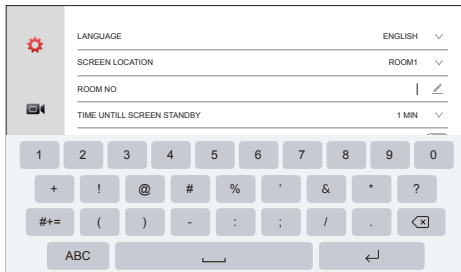 LANGUAGE ENGLISH
SCREEN LOCATION ROOM1
ROOM NO
TIME UNTILL SCREEN STANDBY 1 MIN
1 2 3 4 5 6 7 8 9 0
+ ! @ # % ' & * ?
#+= ( ) - : ; / .
ABC